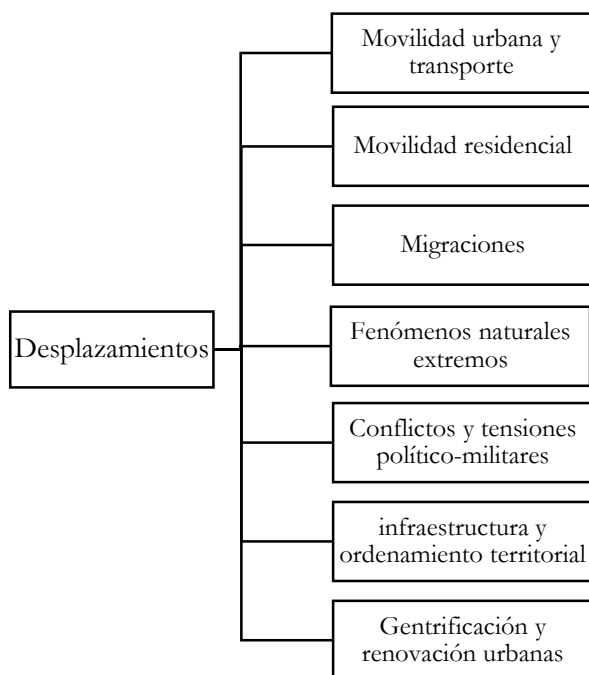 Movilidad urbana y
transporte
Movilidad residencial
Migraciones
Desplazamientos
Fenómenos naturales
extremos
Conflictos y tensiones
político-militares
infraestructura y
ordenamiento territorial
Gentrificación y
renovación urbanas